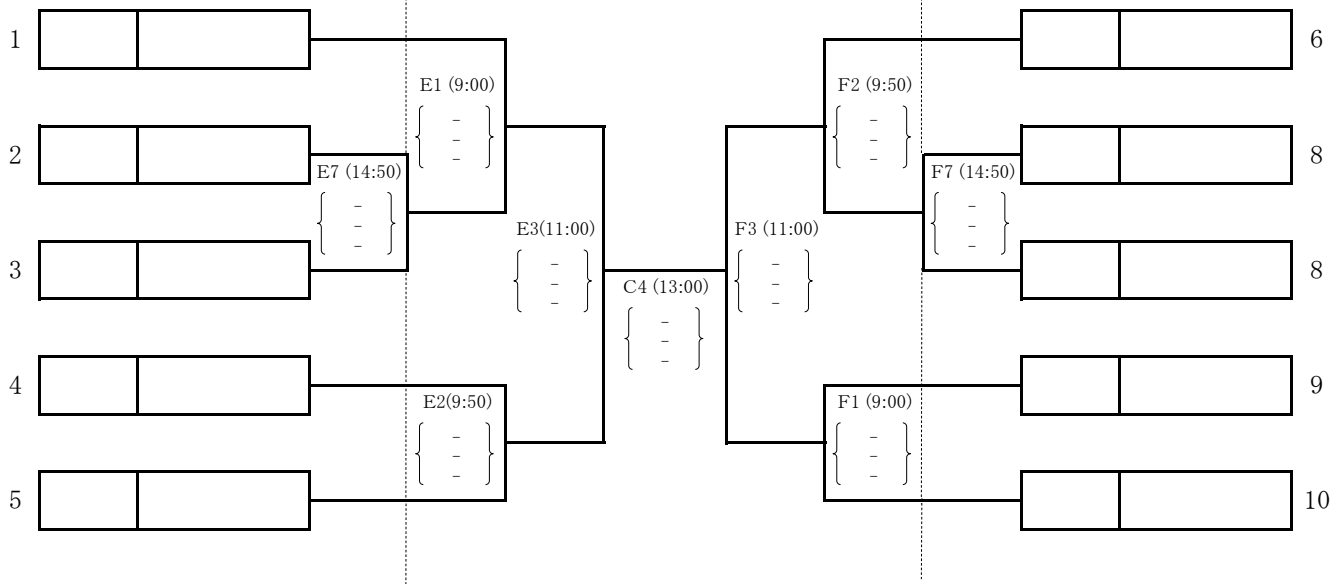 1
6
E1 (9:00)
F2 (9:50)
{ - }
-
-
{ - }
-
-
2
8
E7 (14:50)
F7 (14:50)
{ - }
-
-
{ - }
-
-
E3(11:00)
F3 (11:00)
{ - }
-
-
{ - }
-
-
3
8
C4 (13:00)
{ - }
-
-
4
9
E2(9:50)
F1 (9:00)
{ - }
-
-
{ - }
-
-
5
10